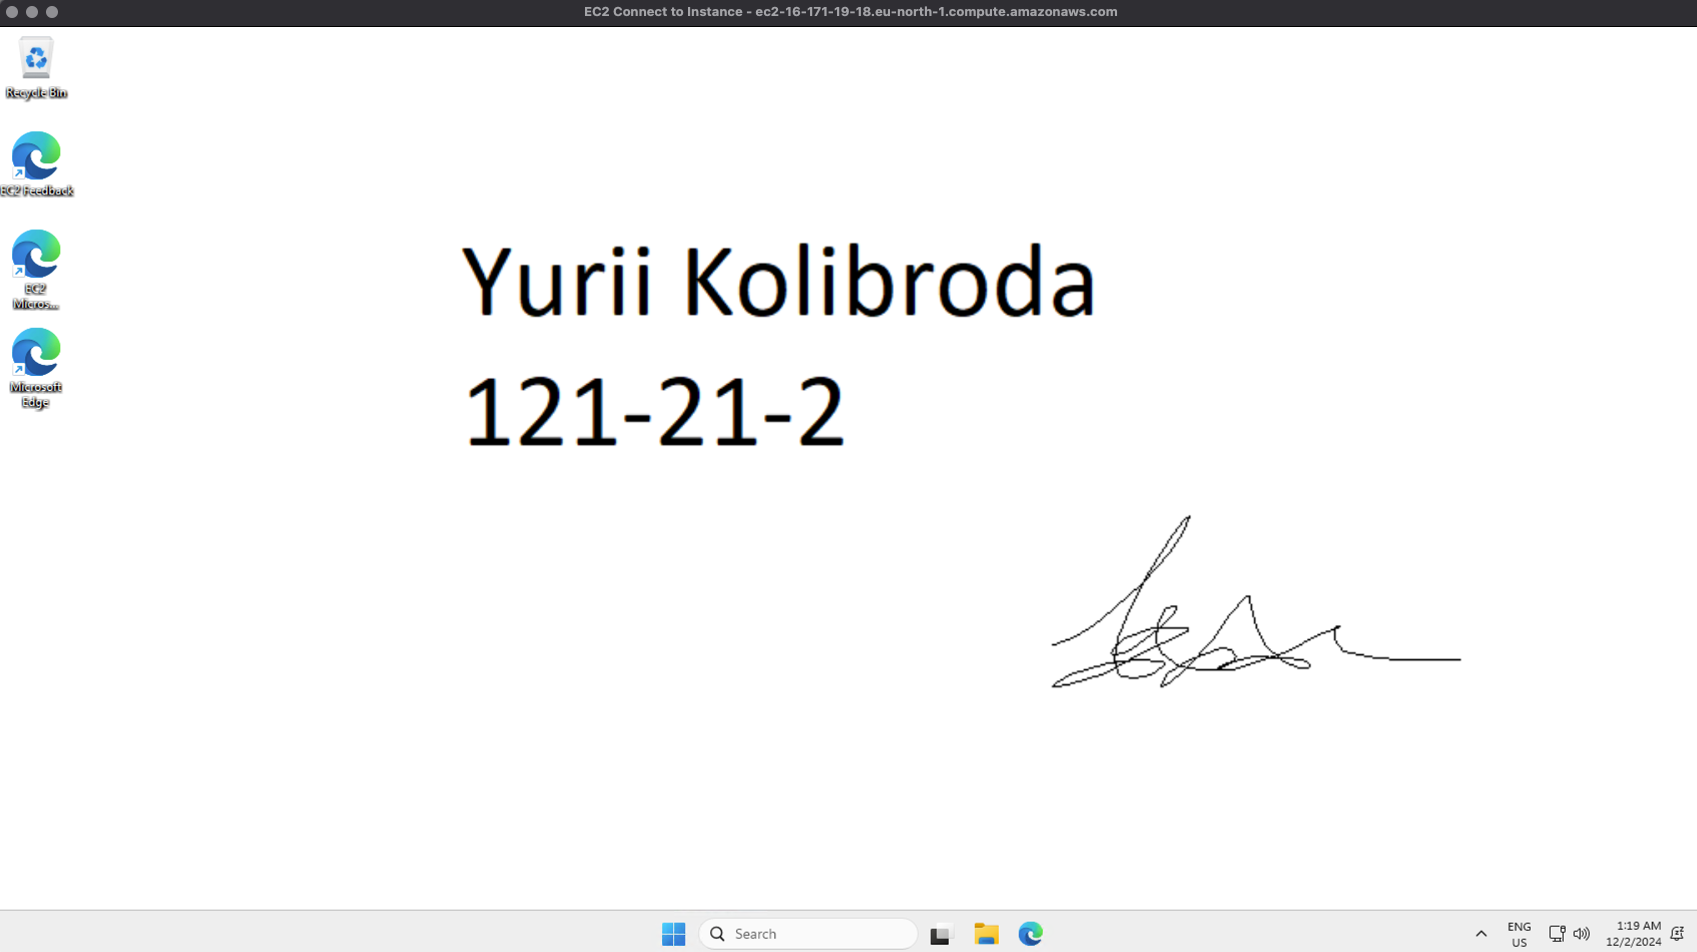 EC2 Connect to Instance - ec2-16-171-19-18.eu-north-1.compute.amazonaws.com
Recycle Bin
EC2 Feedback
EC2
Micros...
Microsoft
Edge
Yurii Kolibroda
121-21-2
Search
ENG
US
1:19 AM
12/2/2024